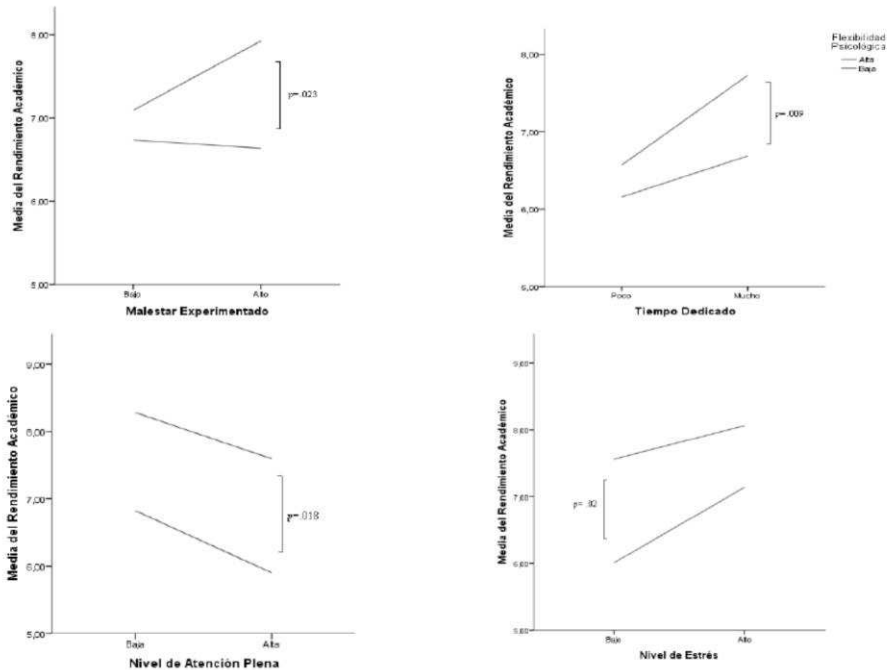 8,00
7,00
6,00
5,00
Media del Rendimiento Académico
p=.023
Bajo
Alto
Malestar Experimentado
8,00
7,00
6,00
5,00
Media del Rendimiento Académico
p=.009
Poco
Mucho
Tiempo Dedicado
Flexibilidad
Psicológica
Alta
Baja
9,00
8,00
7,00
6,00
5,00
Media del Rendimiento Académico
p=.018
Baja
Alta
Nivel de Atención Plena
9,00
8,00
7,00
6,00
5,00
Media del Rendimiento Académico
p=.02
Bajo
Alto
Nivel de Estrés